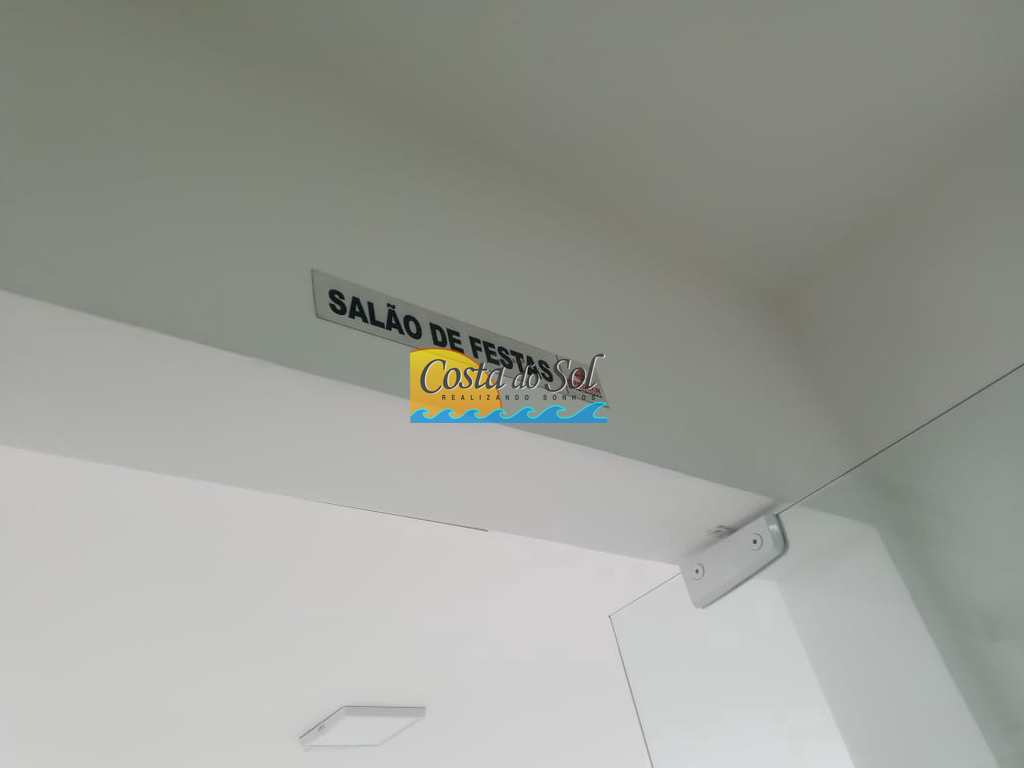 SALÃO DE FESTAS
Costa do Sol
REALIZANDO SONHOS